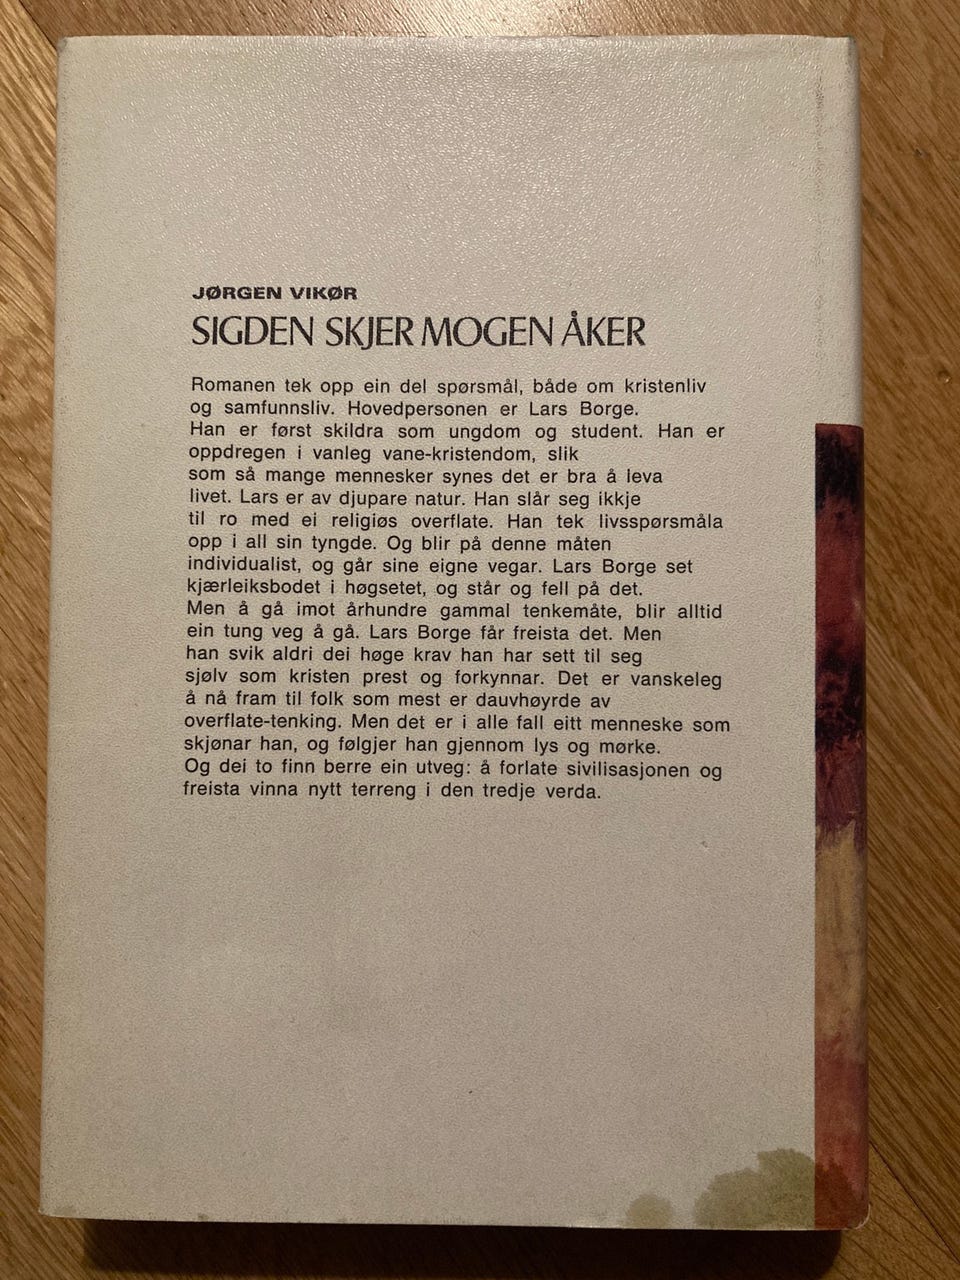 JØRGEN VIKØR
SIGDEN SKJER MOGEN ÅKER
Romanen tek opp ein del spørsmål, både om kristenliv
og samfunnsliv. Hovedpersonen er Lars Borge.
Han er først skildra som ungdom og student. Han er
oppdregen i vanleg vane-kristendom, slik
som så mange mennesker synes det er bra å leva
livet. Lars er av djupare natur. Han slår seg ikkje
til ro med ei religiøs overflate. Han tek livsspørsmåla
opp i all sin tyngde. Og blir på denne måten
individualist, og går sine eigne vegar. Lars Borge set
kjærleiksbodet i høgsetet, og står og fell på det.
Men å gå imot århundre gammal tenkemåte, blir alltid
ein tung veg å gå. Lars Borge får freista det. Men
han svik aldri dei høge krav han har sett til seg
sjølv som kristen prest og forkynnar. Det er vanskeleg
å nå fram til folk som mest er dauvhøyrde av
overflate-tenking. Men det er i alle fall eitt menneske som
skjønar han, og følgjer han gjennom lys og mørke.
Og dei to finn berre ein utveg: å forlate sivilisasjonen og
freista vinna nytt terreng i den tredje verda.